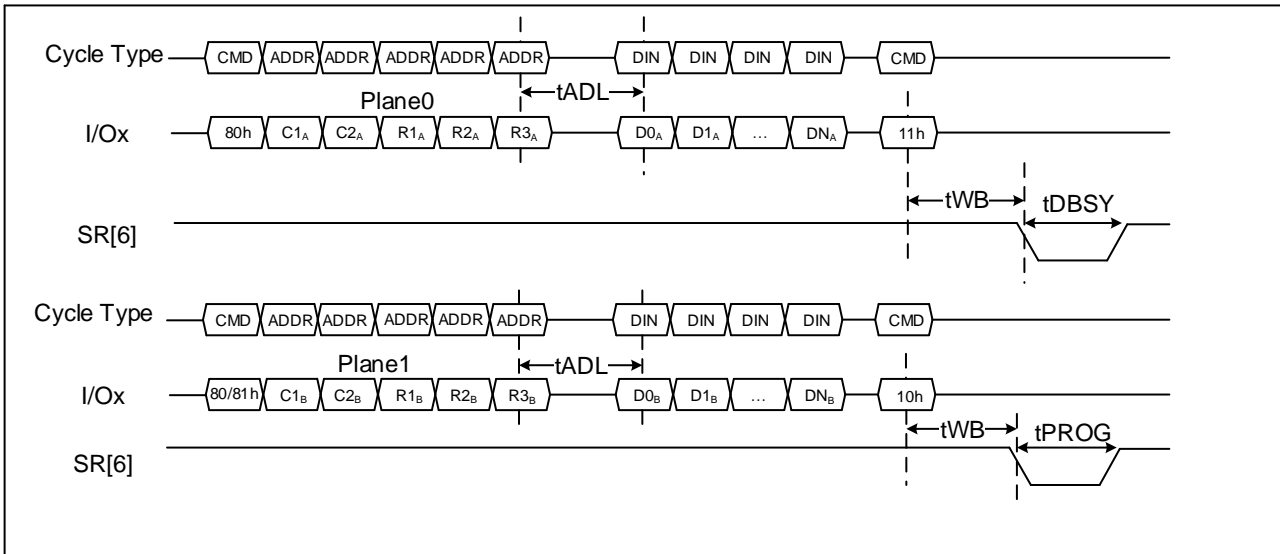 Cycle Type CMD ADDR ADDR ADDR ADDR ADDR DIN DIN DIN DIN CMD
Plane0 tADL
I/Ox 80h C1A C2A R1A R2A R3A D0A D1A ... DNA 11h
tWB tDBSY
SR[6]
Cycle Type CMD ADDR ADDR ADDR ADDR ADDR DIN DIN DIN DIN CMD
Plane1 tADL
I/Ox 80/81h C1B C2B R1B R2B R3B D0B D1B ... DNB 10h
tWB tPROG
SR[6]